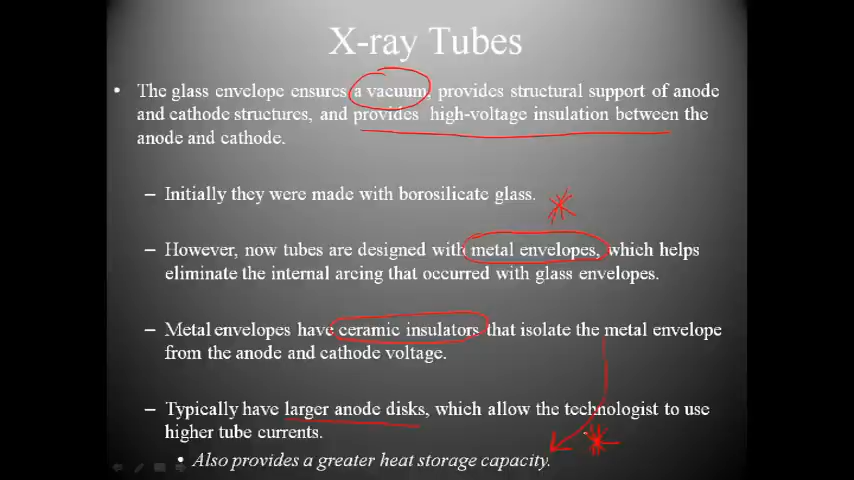 X-ray Tubes
• The glass envelope ensures a vacuum, provides structural support of anode
and cathode structures, and provides high-voltage insulation between the
anode and cathode.
– Initially they were made with borosilicate glass.
– However, now tubes are designed with metal envelopes, which helps
eliminate the internal arcing that occurred with glass envelopes.
– Metal envelopes have ceramic insulators that isolate the metal envelope
from the anode and cathode voltage.
– Typically have larger anode disks, which allow the technologist to use
higher tube currents.
• Also provides a greater heat storage capacity.